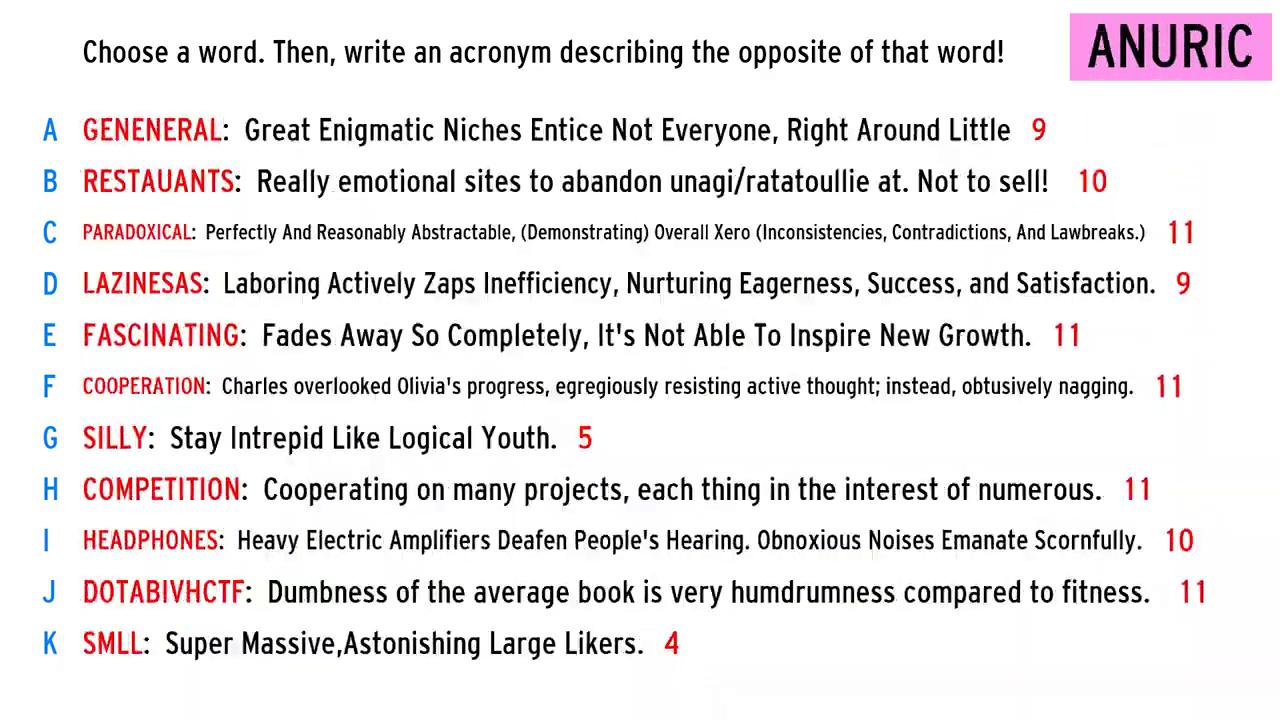 Choose a word. Then, write an acronym describing the opposite of that word!
ANURIC
A GENENERAL: Great Enigmatic Niches Entice Not Everyone, Right Around Little 9
B RESTAUANTS: Really emotional sites to abandon unagi/ratatoullie at. Not to sell! 10
C PARADOXICAL: Perfectly And Reasonably Abstractable, (Demonstrating) Overall Xero (Inconsistencies, Contradictions, And Lawbreaks.) 11
D LAZINESAS: Laboring Actively Zaps Inefficiency, Nurturing Eagerness, Success, and Satisfaction. 9
E FASCINATING: Fades Away So Completely, It's Not Able To Inspire New Growth. 11
F COOPERATION: Charles overlooked Olivia's progress, egregiously resisting active thought; instead, obtusively nagging. 11
G SILLY: Stay Intrepid Like Logical Youth. 5
H COMPETITION: Cooperating on many projects, each thing in the interest of numerous. 11
I HEADPHONES: Heavy Electric Amplifiers Deafen People's Hearing. Obnoxious Noises Emanate Scornfully. 10
J DOTABIVHCTF: Dumbness of the average book is very humdrumness compared to fitness. 11
K SMLL: Super Massive,Astonishing Large Likers. 4